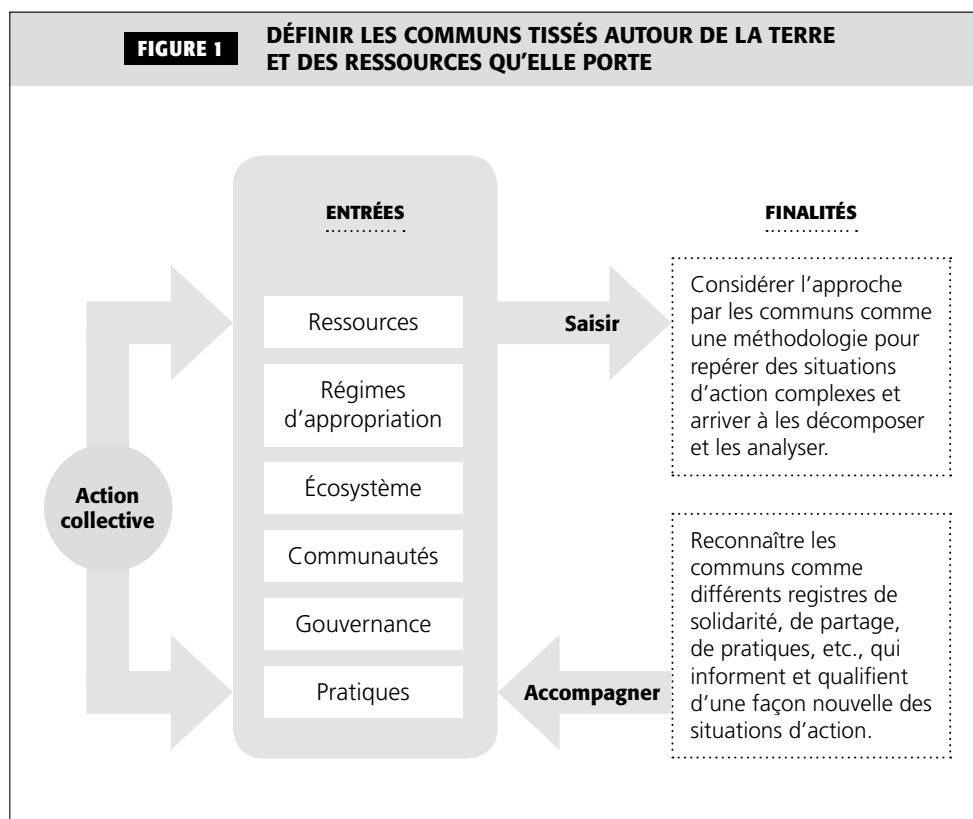 FIGURE 1
DÉFINIR LES COMMUNS TISSÉS AUTOUR DE LA TERRE
ET DES RESSOURCES QU’ELLE PORTE
ENTRÉES
Ressources
Régimes
d’appropriation
Écosystème
Communautés
Gouvernance
Pratiques
Action
collective
Saisir
Accompagner
FINALITÉS
Considérer l’approche
par les communs comme
une méthodologie pour
repérer des situations
d’action complexes et
arriver à les décomposer
et les analyser.
Reconnaître les
communs comme
différents registres de
solidarité, de partage,
de pratiques, etc., qui
informent et qualifient
d’une façon nouvelle des
situations d’action.